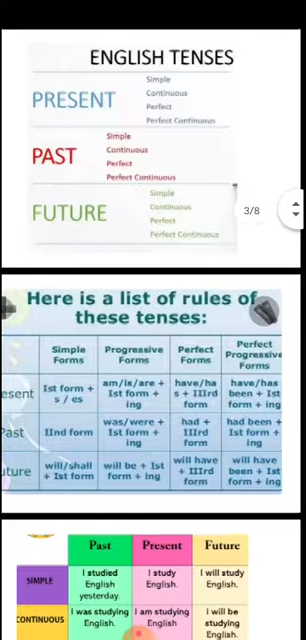 ENGLISH TENSES
PRESENT
Simple
Continuous
Perfect
Perfect Continuous
PAST
Simple
Continuous
Perfect
Perfect Continuous
FUTURE
Simple
Continuous
Perfect
Perfect Continuous
3/8
Here is a list of rules of
these tenses:
Simple Forms
Progressive Forms
Perfect Forms
Perfect Progressive Forms
esent
Ist form + s / es
am/is/are + Ist form + ing
have/ha s + IIIrd form
have/has been + Ist form + ing
Past
IInd form
was/were + Ist form + ing
had + IIIrd form
had been + Ist form + ing
uture
will/shall + Ist form
will be + Ist form + ing
will have + IIIrd form
will have been + Ist form + ing
Past
Present
Future
SIMPLE
I studied English yesterday.
I study English.
I will study English.
CONTINUOUS
I was studying English.
I am studying English
I will be studying English.